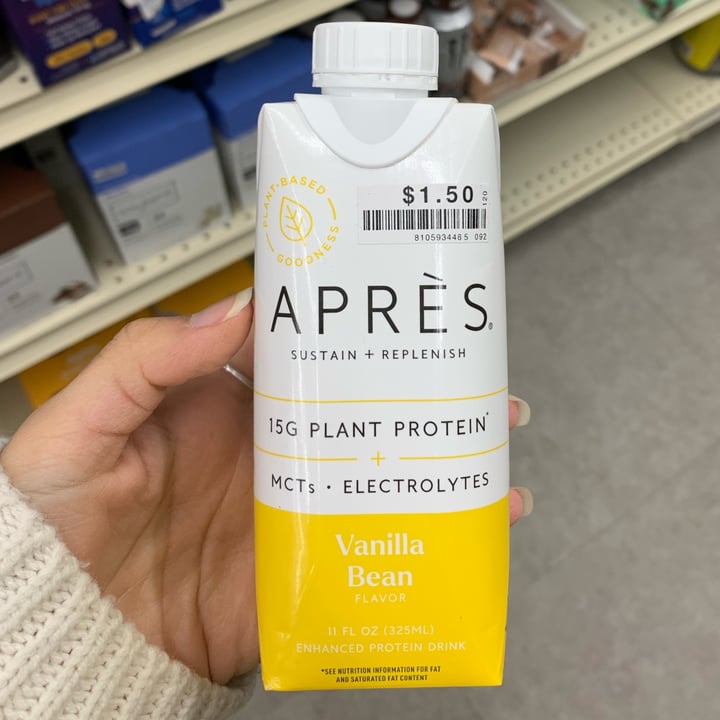 PLANT-BASED
GOODNESS
$1.50
120
810593448 5 092
APRÈS®
SUSTAIN + REPLENISH
15G PLANT PROTEIN*
+
MCTs • ELECTROLYTES
Vanilla
Bean
FLAVOR
11 FL OZ (325ML)
ENHANCED PROTEIN DRINK
*SEE NUTRITION INFORMATION FOR FAT
AND SATURATED FAT CONTENT